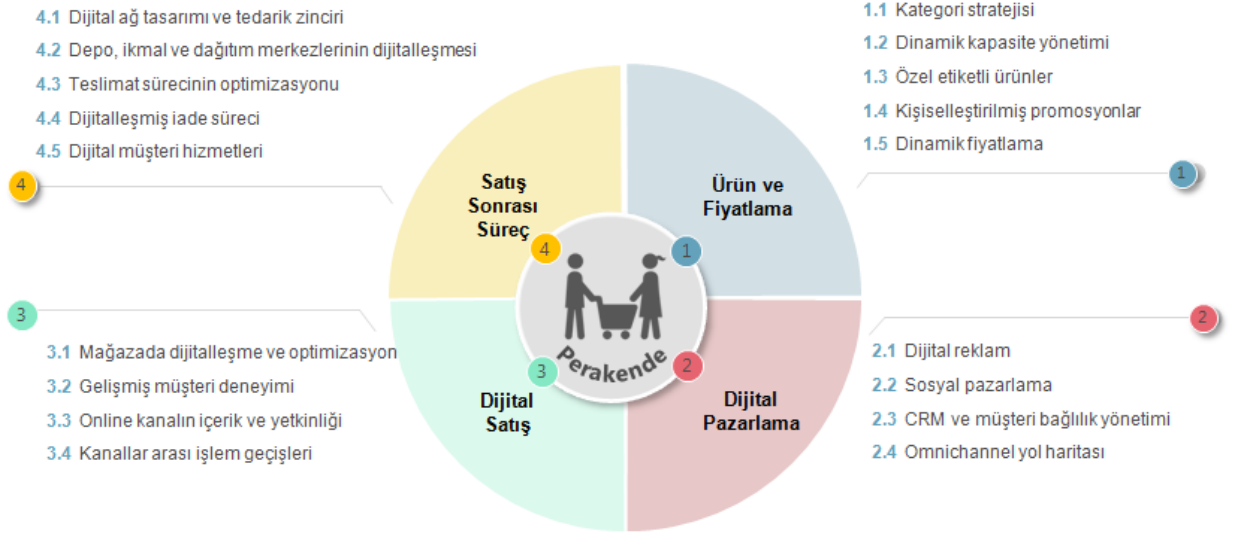 4.1 Dijital ağ tasarımı ve tedarik zinciri
4.2 Depo, ikmal ve dağıtım merkezlerinin dijitalleşmesi
4.3 Teslimat sürecinin optimizasyonu
4.4 Dijitalleşmiş iade süreci
4.5 Dijital müşteri hizmetleri
4
1.1 Kategori stratejisi
1.2 Dinamik kapasite yönetimi
1.3 Özel etiketli ürünler
1.4 Kişiselleştirilmiş promosyonlar
1.5 Dinamik fiyatlama
1
Satış
Sonrası
Süreç
4
Ürün ve
Fiyatlama
1
Perakende
3
Dijital
Satış
2
Dijital
Pazarlama
3
3.1 Mağazada dijitalleşme ve optimizasyon
3.2 Gelişmiş müşteri deneyimi
3.3 Online kanalın içerik ve yetkinliği
3.4 Kanallar arası işlem geçişleri
2
2.1 Dijital reklam
2.2 Sosyal pazarlama
2.3 CRM ve müşteri bağlılık yönetimi
2.4 Omnichannel yol haritası